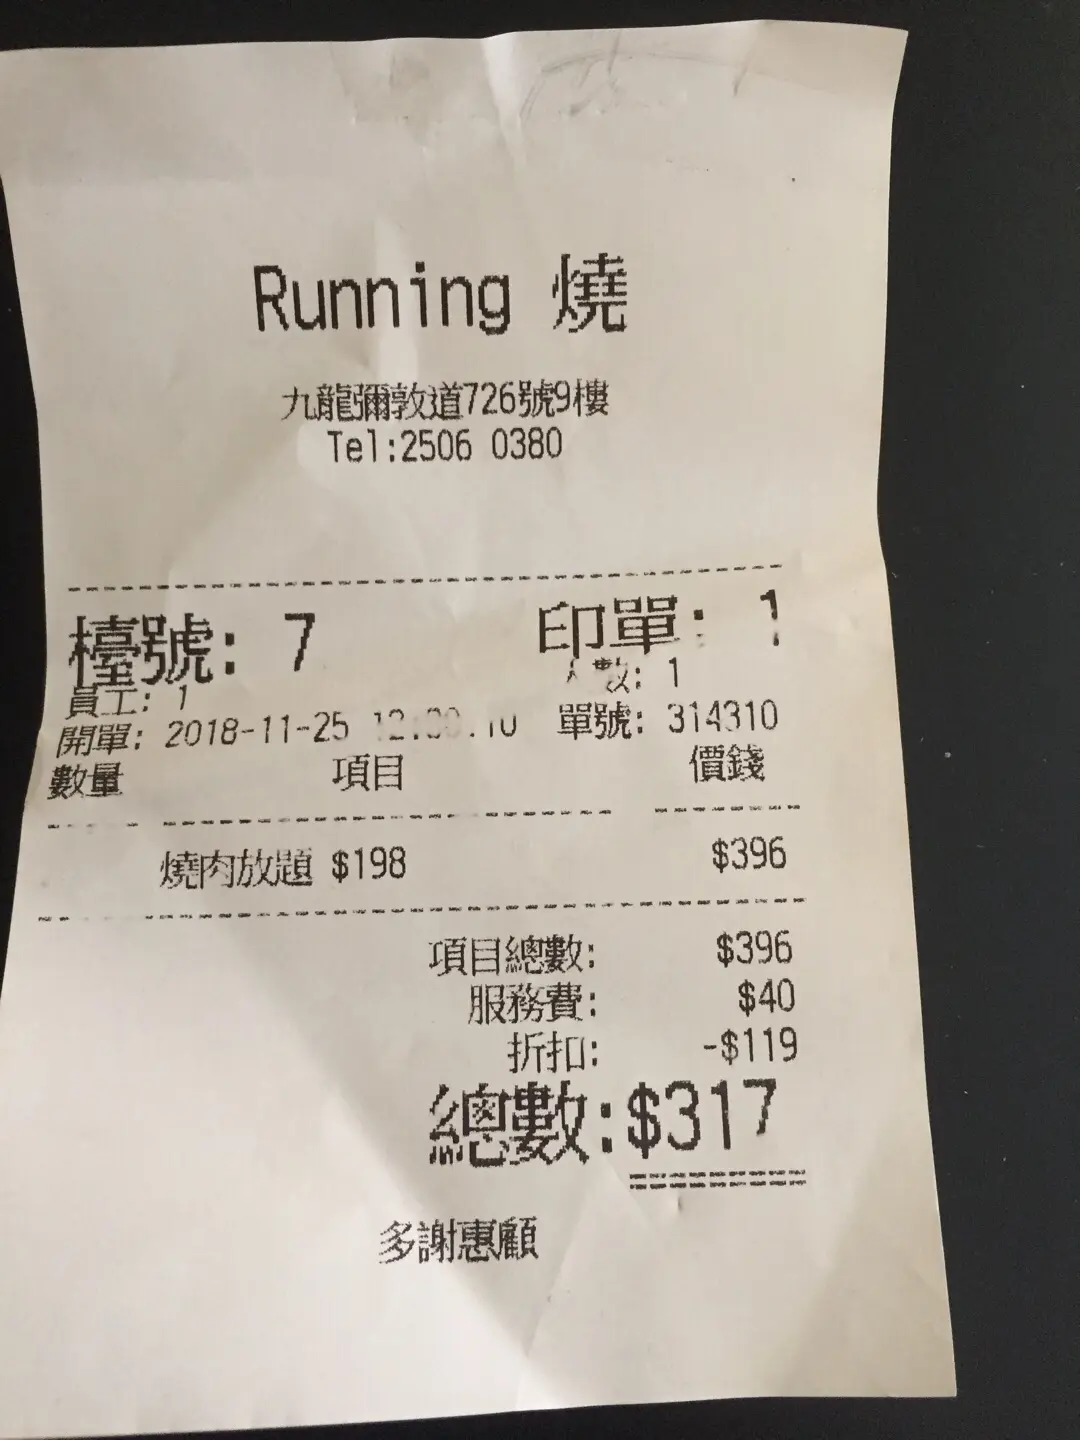 Running 燒
九龍彌敦道726號9樓
Tel:2506 0380
檯號: 7 印單: 1
員工: 1 人數: 1
開單: 2018-11-25 單號: 314310
數量 項目 價錢
燒肉放題 $198 $396
項目總數: $396
服務費: $40
折扣: -$119
總數:$317
多謝惠顧